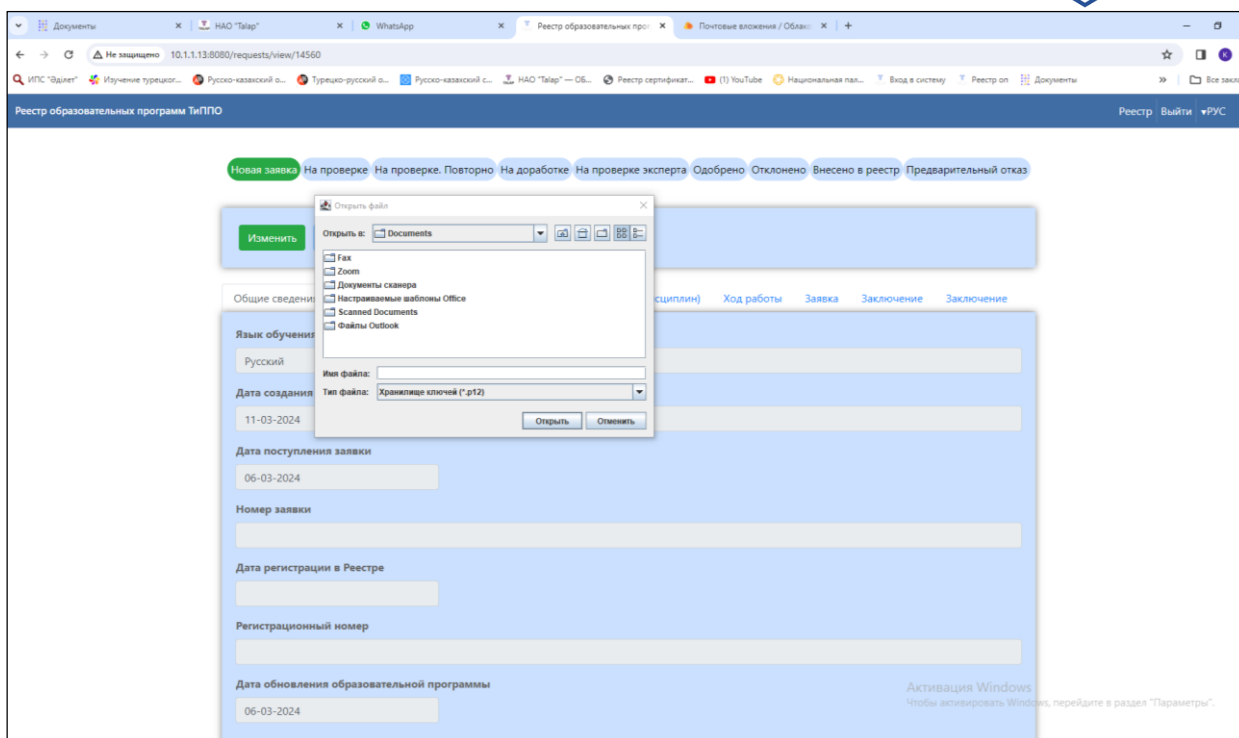 Документы НАО "Talap" WhatsApp Реестр образовательных прог Почтовые вложения / Облако
Не защищено 10.1.1.13:8080/requests/view/14560
ИПС "Әділет" Изучение турецког... Русско-казахский о... Турецко-русский о... Русско-казахский с... НАО "Talap" — ОБ... Реестр сертификат... (1) YouTube Национальная пал... Вход в систему Реестр оп Документы » Все закл
Реестр образовательных программ ТиППО Реестр Выйти ▾РУС
Новая заявка На проверке На проверке. Повторно На доработке На проверке эксперта Одобрено Отклонено Внесено в реестр Предварительный отказ
Открыть файл
Открыть в: Documents
Изменить
Fax
Zoom
Документы сканера
Настраиваемые шаблоны Office
Scanned Documents
Файлы Outlook
Общие сведени сциплин) Ход работы Заявка Заключение Заключение
Язык обучения
Русский
Имя файла:
Дата создания
Тип файла: Хранилище ключей (*.p12)
11-03-2024
Открыть Отменить
Дата поступления заявки
06-03-2024
Номер заявки
Дата регистрации в Реестре
Регистрационный номер
Дата обновления образовательной программы
06-03-2024
Активация Windows
Чтобы активировать Windows, перейдите в раздел "Параметры".